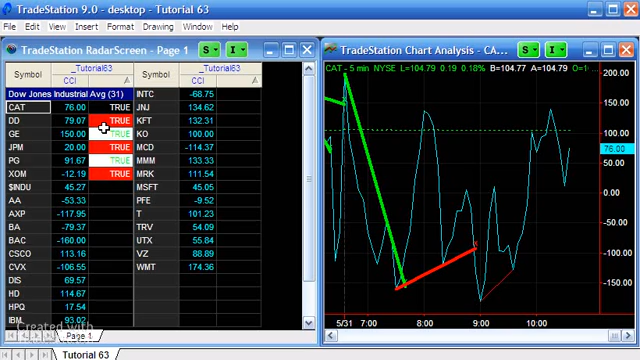 TradeStation 9.0 - desktop - Tutorial 63
File Edit View Insert Format Drawing Window Help
TradeStation RadarScreen - Page 1 S I
Symbol _Tutorial63 Symbol _Tutorial63
CCI A CCI A
Dow Jones Industrial Avg (31) INTC -68.75
CAT 76.00 TRUE JNJ 134.62
DD 79.07 TRUE KFT 132.31
GE 150.00 TRUE KO 100.00
JPM 20.00 TRUE MCD -114.37
PG 91.67 TRUE MMM 133.33
XOM -12.19 TRUE MRK 111.54
$INDU 45.27 MSFT 45.05
AA -53.33 PFE -9.52
AXP -117.95 T 101.23
BA -79.37 TRV 54.09
BAC -160.00 UTX 55.84
CSCO 113.16 VZ 88.89
CVX -106.55 WMT 174.36
DIS 69.57
HD 114.67
HPQ 17.54
IBM 93.02
Created with
Page 1
TradeStation Chart Analysis - CA... S I
CAT - 5 min NYSE L=104.79 0.19 0.18% B=104.77 A=104.79
200.00
150.00
100.00
76.00
50.00
0.00
-50.00
-100.00
-150.00
5/31 7:00 8:00 9:00 10:00
Tutorial 63